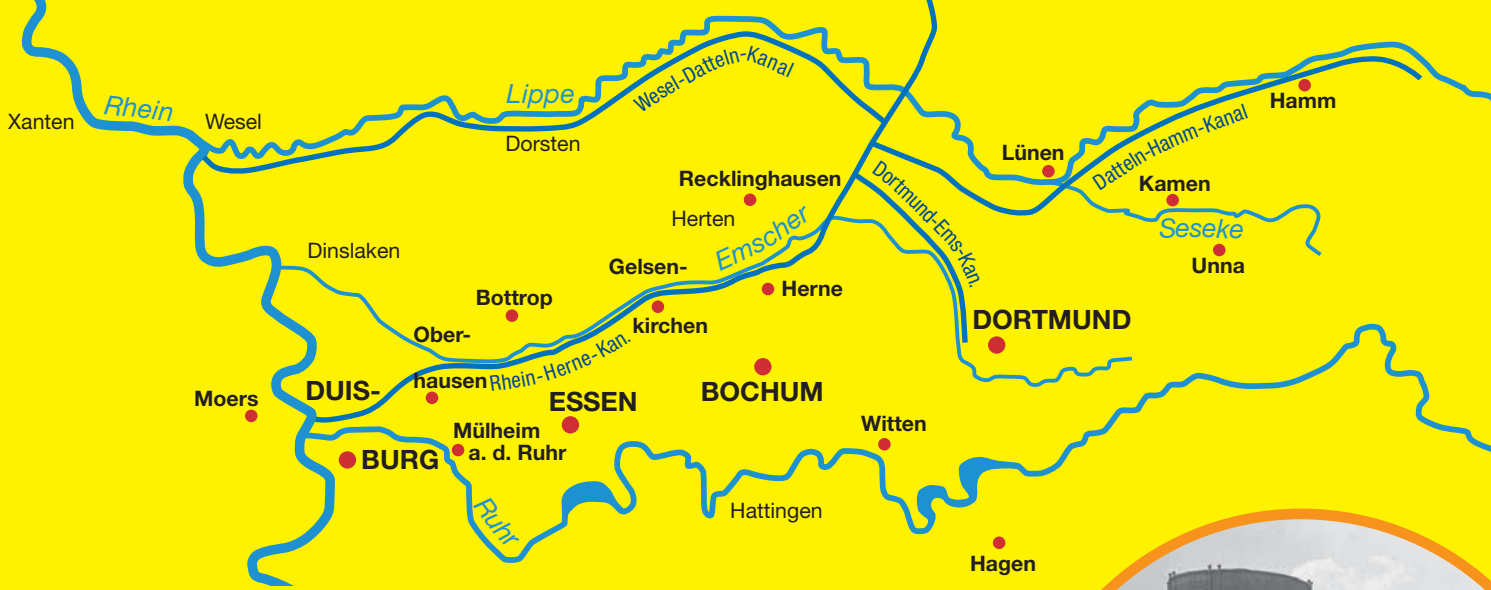 Xanten
Rhein
Wesel
Lippe
Dorsten
Wesel-Datteln-Kanal
Hamm
Datteln-Hamm-Kanal
Lünen
Kamen
Seseke
Unna
Recklinghausen
Herten
Dortmund-Ems-Kan.
Emscher
Dinslaken
Gelsen-
kirchen
Herne
Bottrop
Ober-
hausen
Rhein-Herne-Kan.
DORTMUND
Moers
DUIS-
BURG
ESSEN
BOCHUM
Mülheim
a. d. Ruhr
Witten
Ruhr
Hattingen
Hagen